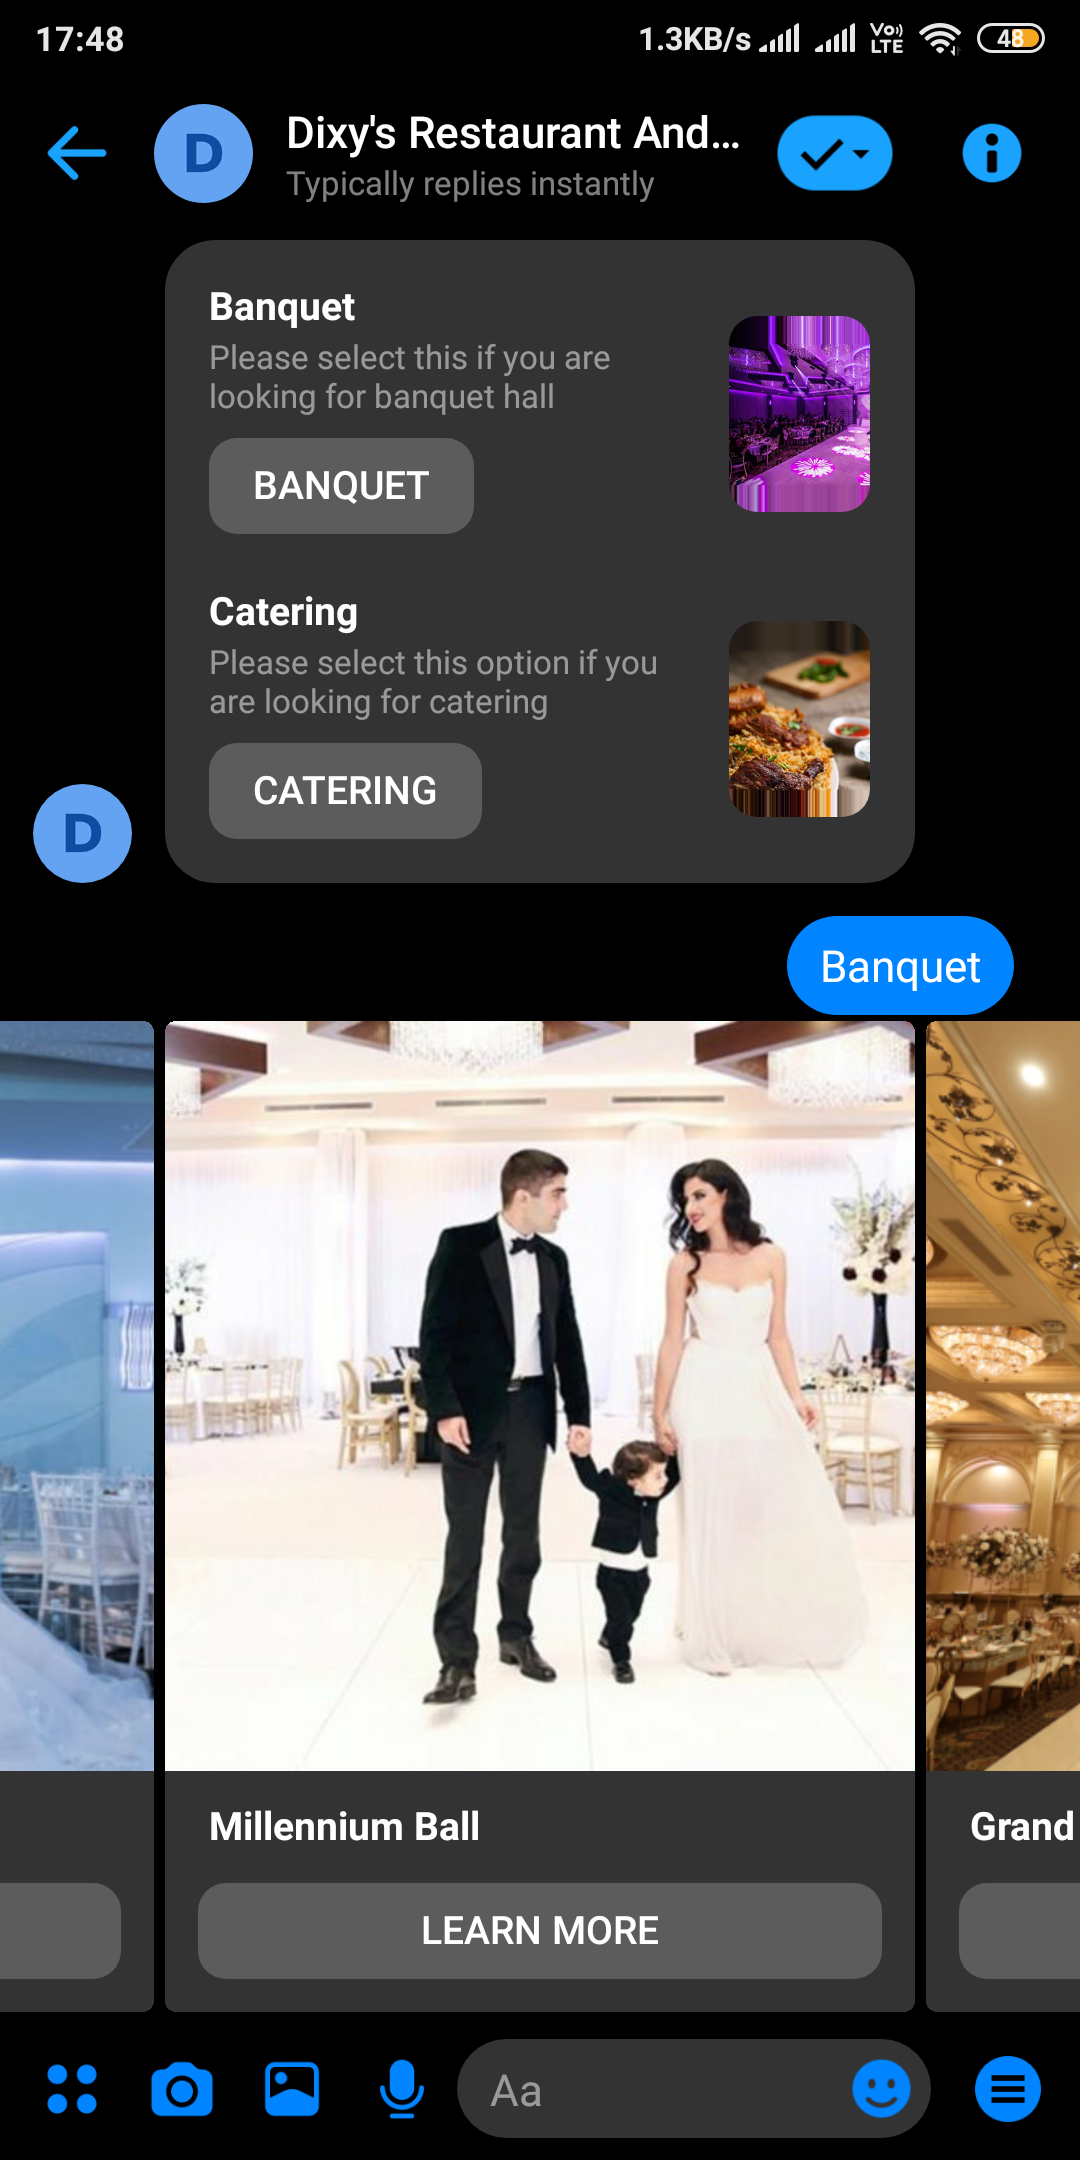 17:48
1.3KB/s
Vo))
LTE
48
D
Dixy's Restaurant And...
Typically replies instantly
Banquet
Please select this if you are
looking for banquet hall
BANQUET
Catering
Please select this option if you
are looking for catering
CATERING
D
Banquet
Millennium Ball
Grand
LEARN MORE
Aa